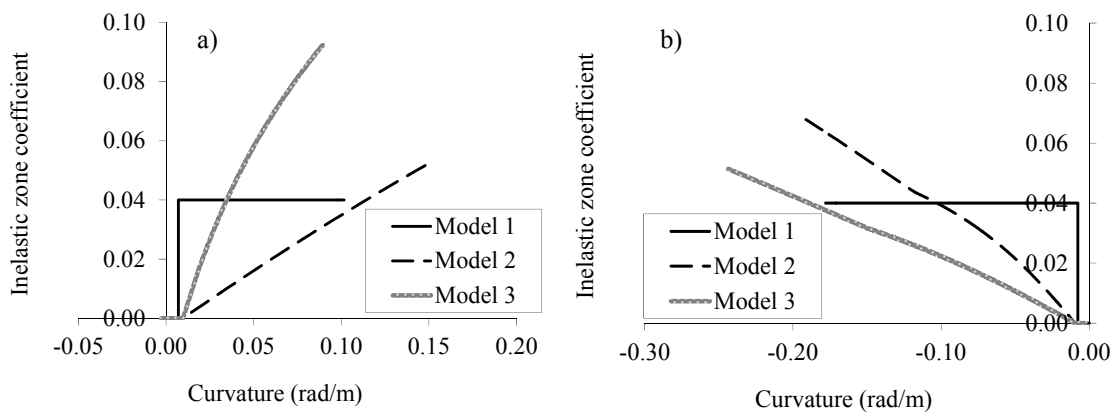 a)
Inelastic zone coefficient
0.10
0.08
0.06
0.04
0.02
0.00
-0.05
0.00
0.05
0.10
0.15
0.20
Curvature (rad/m)
Model 1
Model 2
Model 3
b)
Inelastic zone coefficient
0.10
0.08
0.06
0.04
0.02
0.00
-0.30
-0.20
-0.10
0.00
Curvature (rad/m)
Model 1
Model 2
Model 3